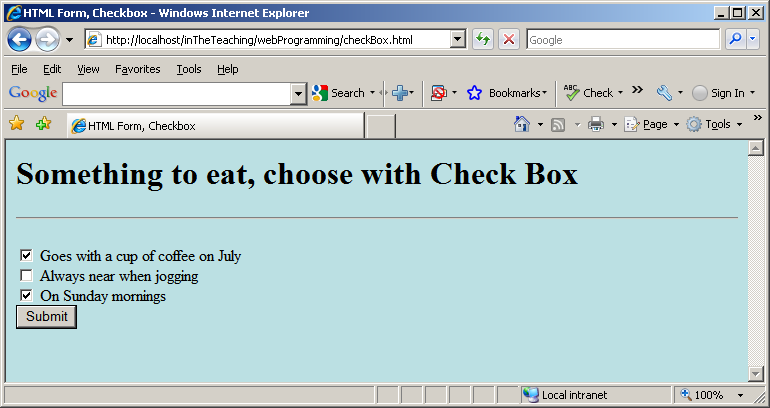 HTML Form, Checkbox - Windows Internet Explorer
http://localhost/inTheTeaching/webProgramming/checkBox.html
Google
File Edit View Favorites Tools Help
Google Search Bookmarks ABC Check » Sign In
HTML Form, Checkbox Page Tools »
Something to eat, choose with Check Box
Goes with a cup of coffee on July
Always near when jogging
On Sunday mornings
Submit
Local intranet 100%